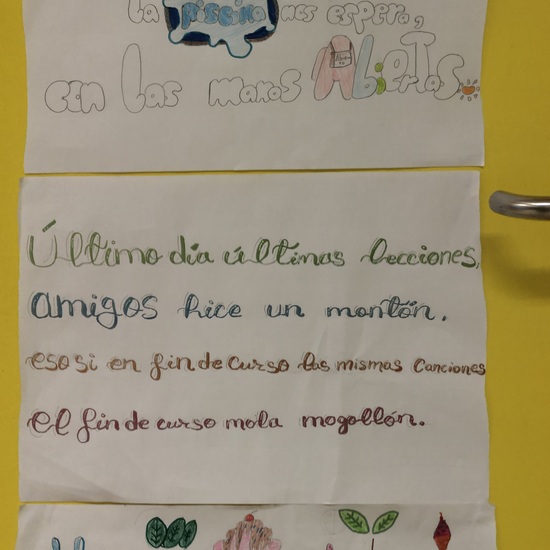 La piscina nos espera,
con las manos Abiertas
Último día últimas lecciones,
amigos hice un montón.
eso si en fin de curso las mismas canciones
el fin de curso mola mogollón.